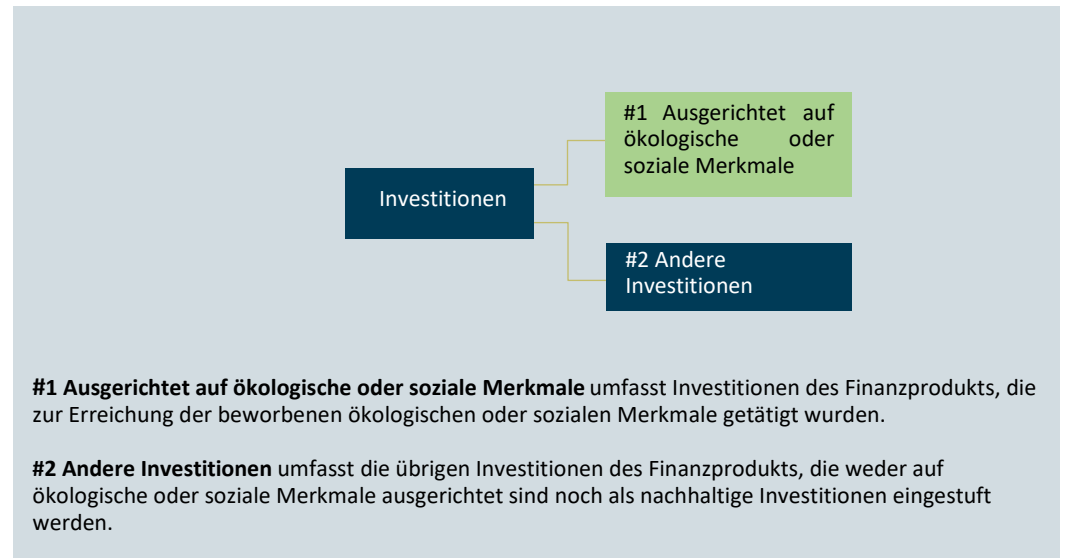 #1 Ausgerichtet auf
ökologische oder
soziale Merkmale
Investitionen
#2 Andere
Investitionen
#1 Ausgerichtet auf ökologische oder soziale Merkmale umfasst Investitionen des Finanzprodukts, die
zur Erreichung der beworbenen ökologischen oder sozialen Merkmale getätigt wurden.
#2 Andere Investitionen umfasst die übrigen Investitionen des Finanzprodukts, die weder auf
ökologische oder soziale Merkmale ausgerichtet sind noch als nachhaltige Investitionen eingestuft
werden.